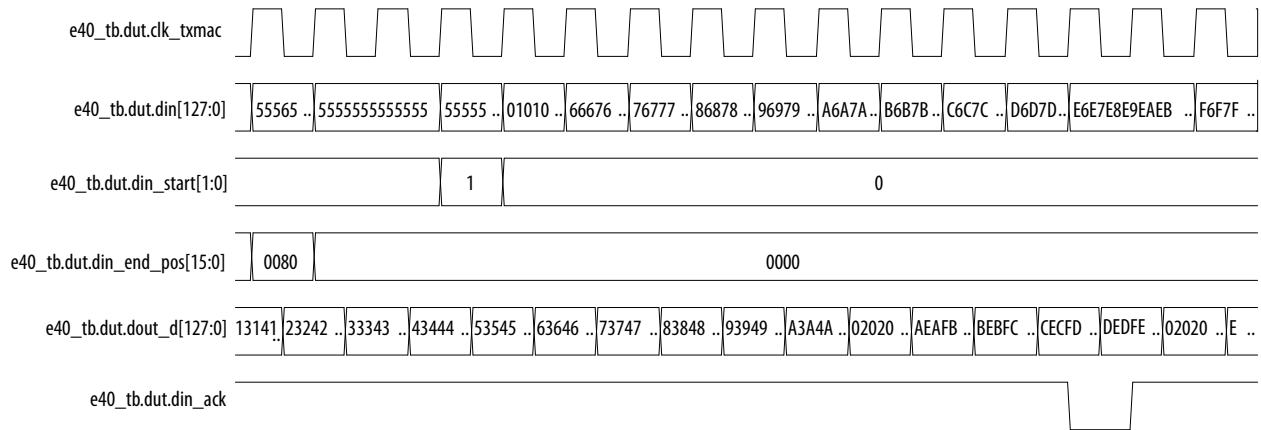 e40_tb.dut.clk_txmac
e40_tb.dut.din[127:0] 55565 .. 5555555555555 55555 .. 01010 .. 66676 .. 76777 .. 86878 .. 96979 .. A6A7A .. B6B7B .. C6C7C .. D6D7D.. E6E7E8E9EAEB .. F6F7F ..
e40_tb.dut.din_start[1:0] 1 0
e40_tb.dut.din_end_pos[15:0] 0080 0000
e40_tb.dut.dout_d[127:0] 13141 .. 23242 .. 33343 .. 43444 .. 53545 .. 63646 .. 73747 .. 83848 .. 93949 .. A3A4A .. 02020 .. AEAFB .. BEBFC .. CECFD .. DEDFE .. 02020 .. E ..
e40_tb.dut.din_ack